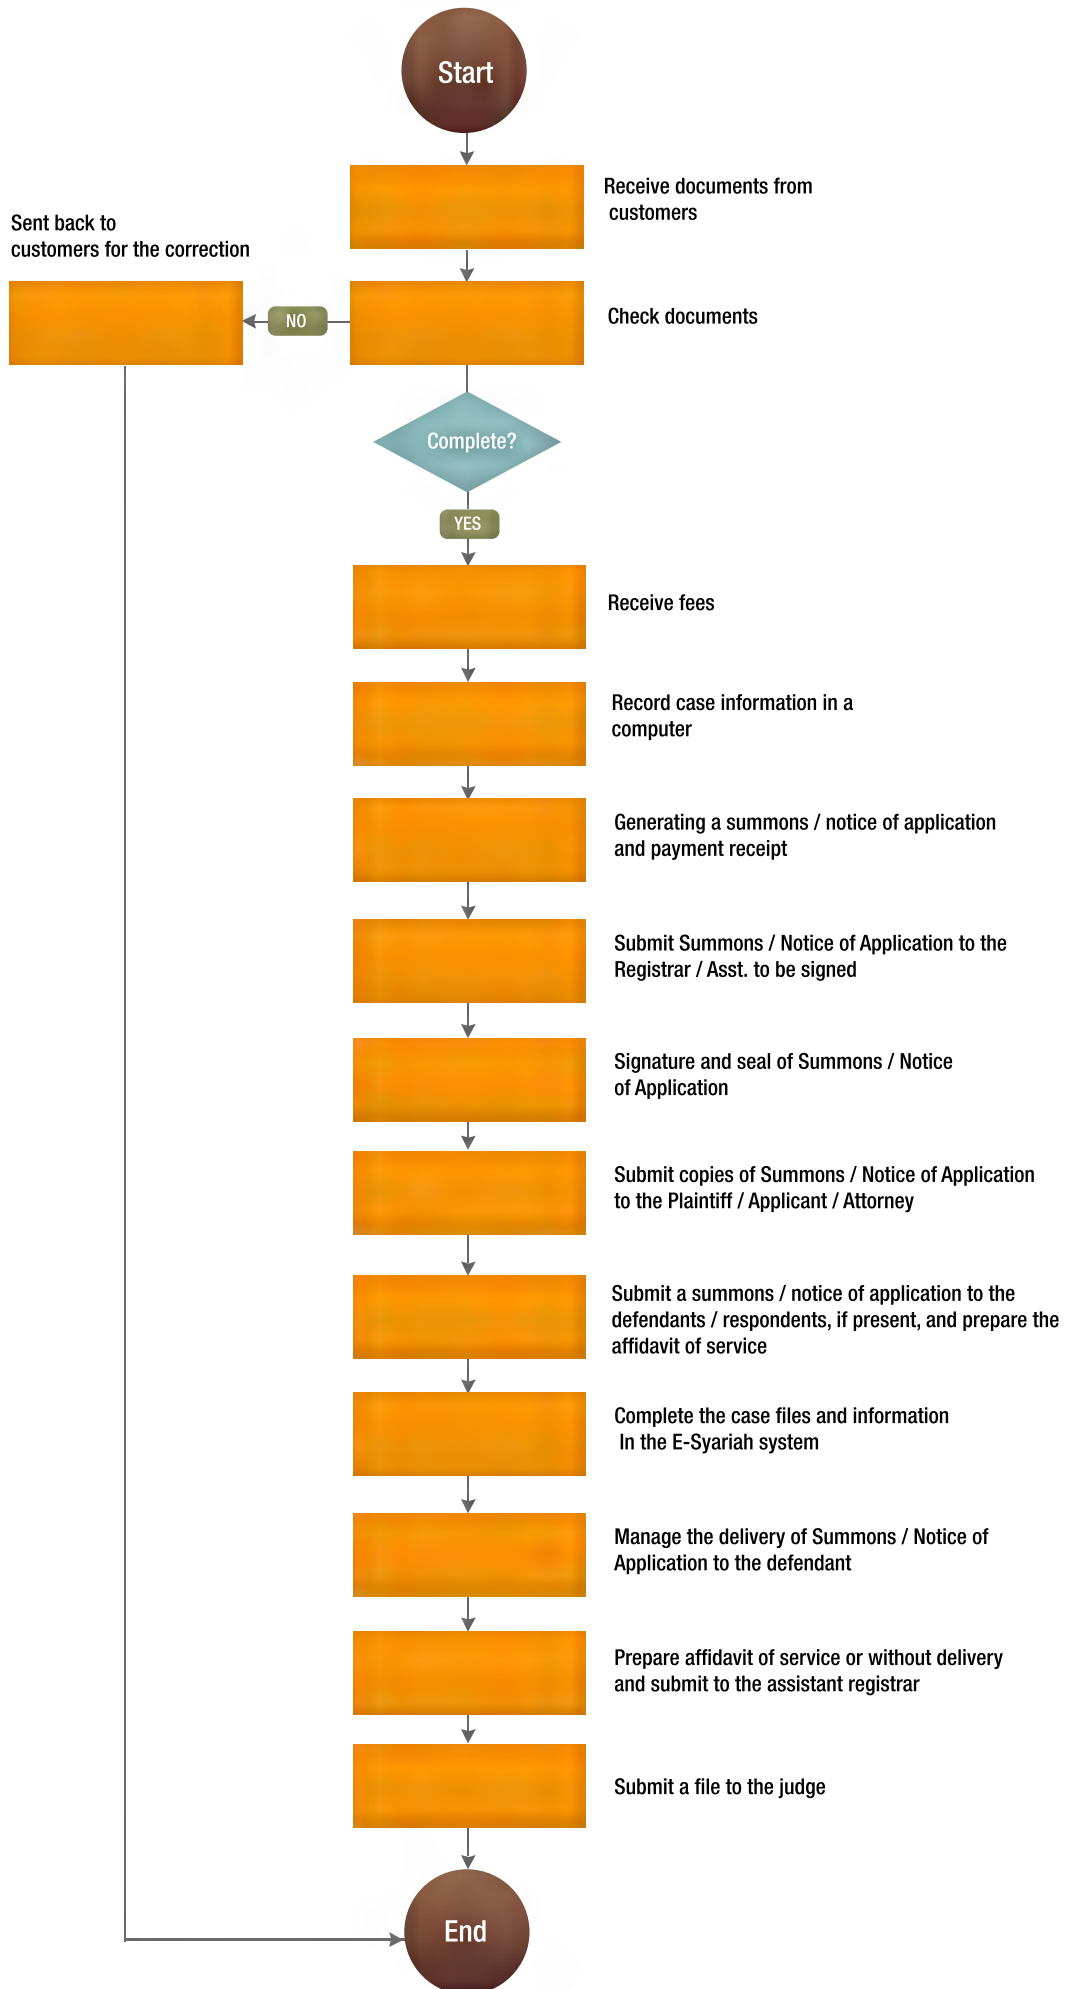 Start
Receive documents from
customers
Sent back to
customers for the correction
NO
Check documents
Complete?
YES
Receive fees
Record case information in a
computer
Generating a summons / notice of application
and payment receipt
Submit Summons / Notice of Application to the
Registrar / Asst. to be signed
Signature and seal of Summons / Notice
of Application
Submit copies of Summons / Notice of Application
to the Plaintiff / Applicant / Attorney
Submit a summons / notice of application to the
defendants / respondents, if present, and prepare the
affidavit of service
Complete the case files and information
In the E-Syariah system
Manage the delivery of Summons / Notice of
Application to the defendant
Prepare affidavit of service or without delivery
and submit to the assistant registrar
Submit a file to the judge
End